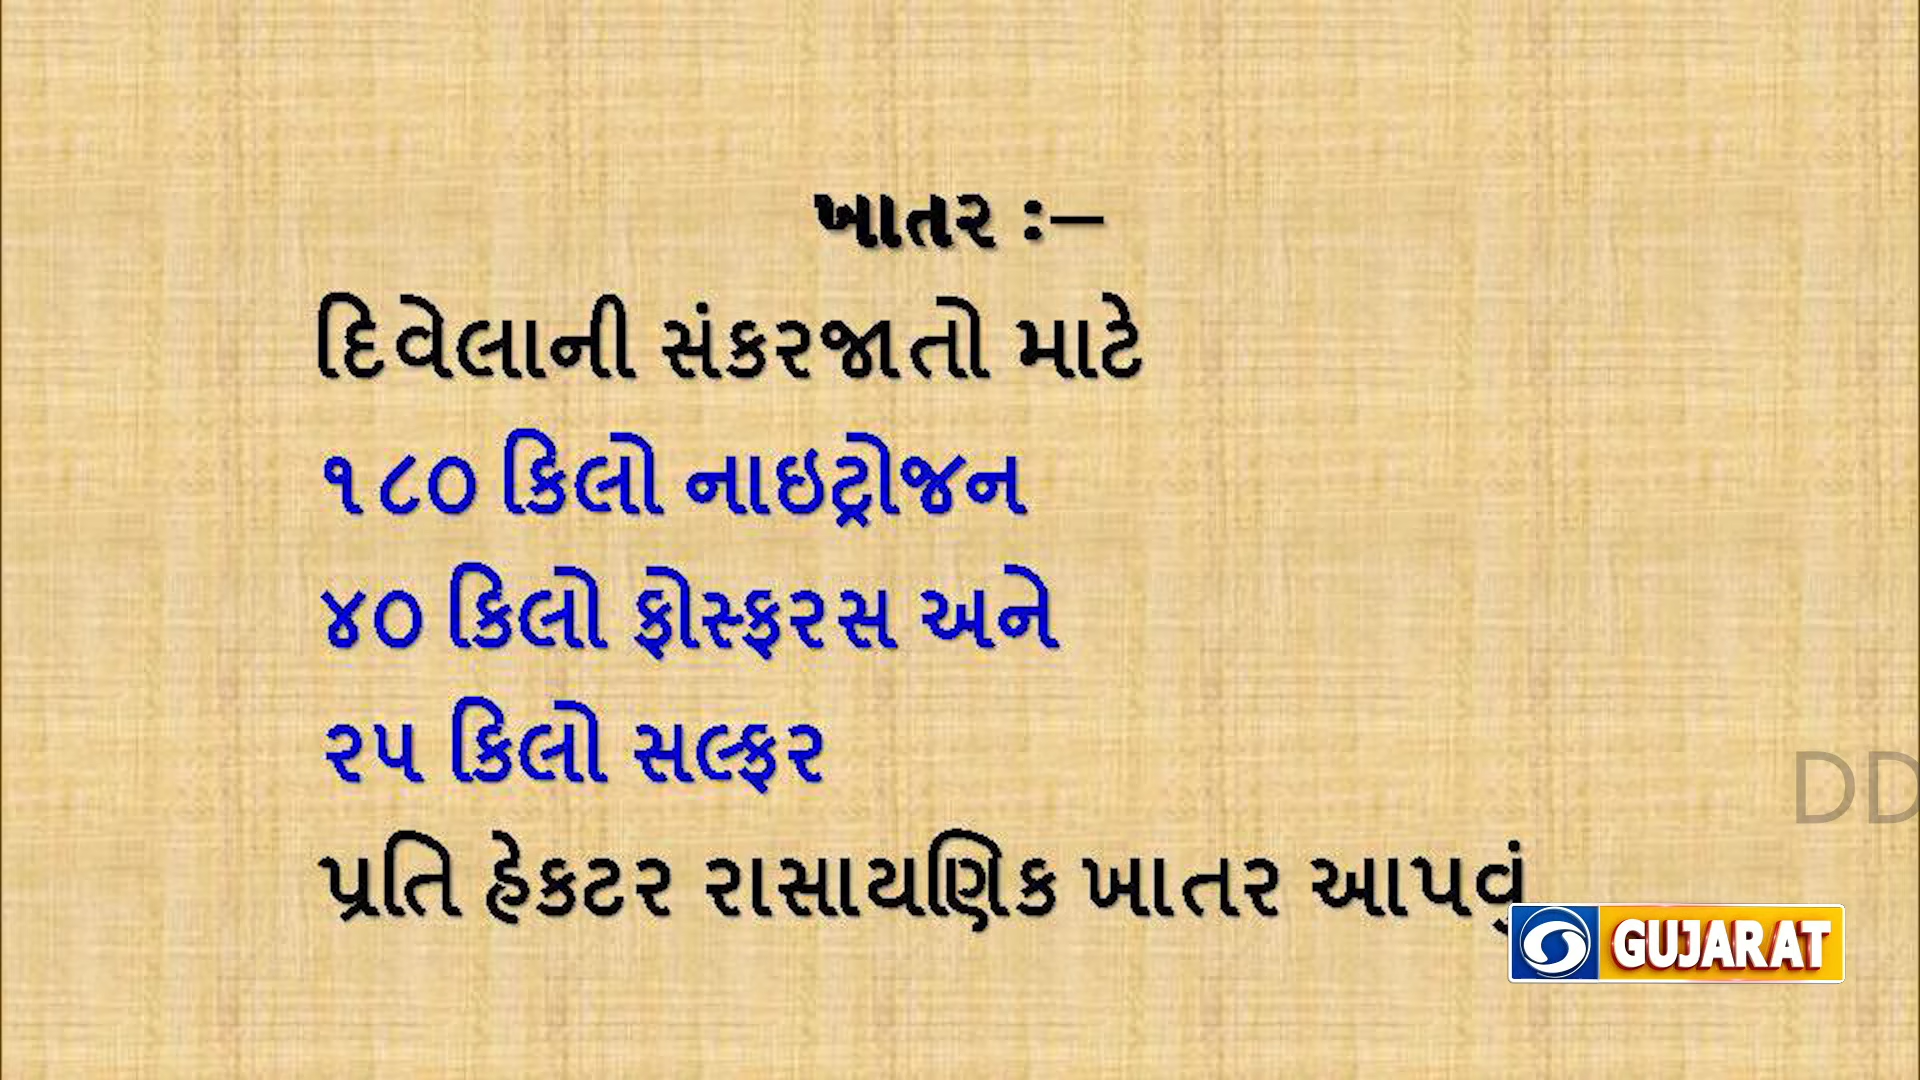 ખાતર :–
દિવેલાની સંકરજાતો માટે
૧૮૦ કિલો નાઇટ્રોજન
૪૦ કિલો ફોસ્ફરસ અને
૨૫ કિલો સલ્ફર
DD
પ્રતિ હેકટર રાસાયણિક ખાતર આપવું
GUJARAT